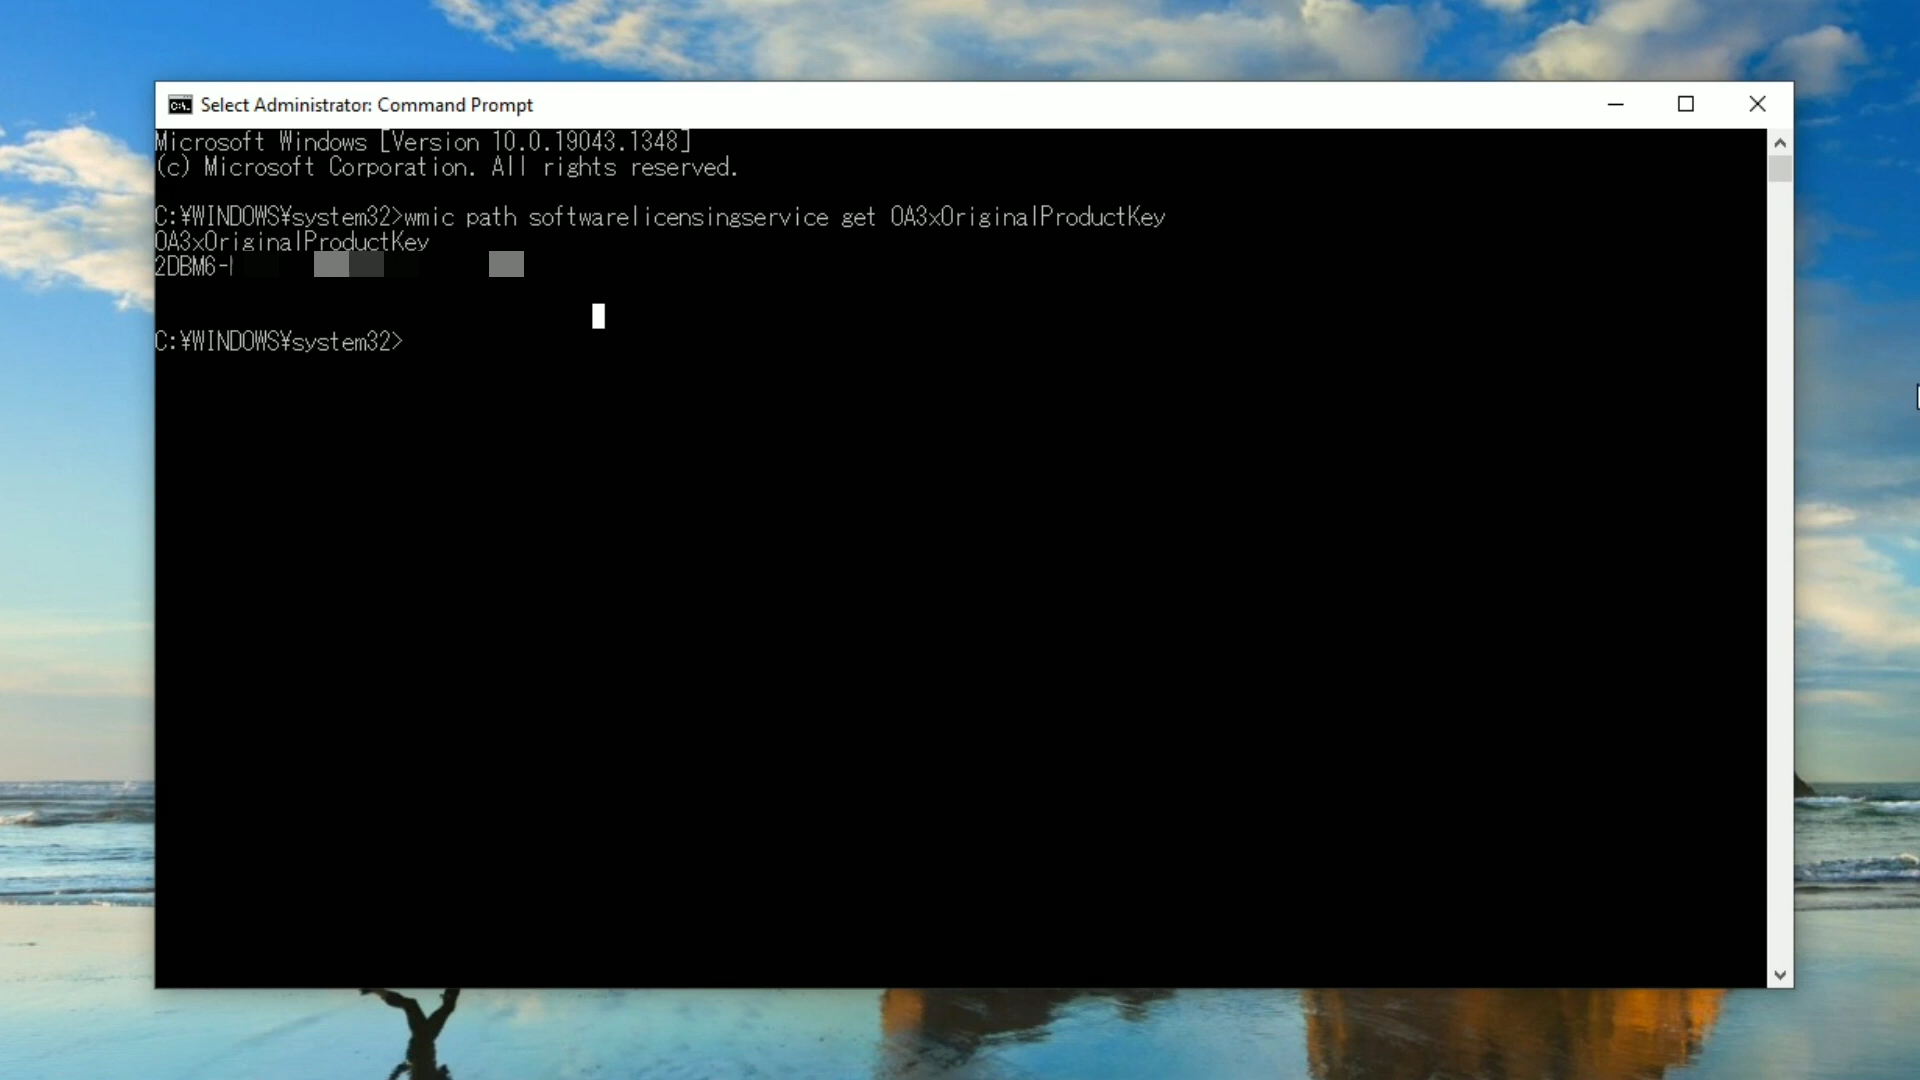 Select Administrator: Command Prompt
Microsoft Windows [Version 10.0.19043.1348]
(c) Microsoft Corporation. All rights reserved.
C:¥WINDOWS¥system32>wmic path softwarelicensingservice get OA3xOriginalProductKey
OA3xOriginalProductKey
2DBM6-
C:¥WINDOWS¥system32>